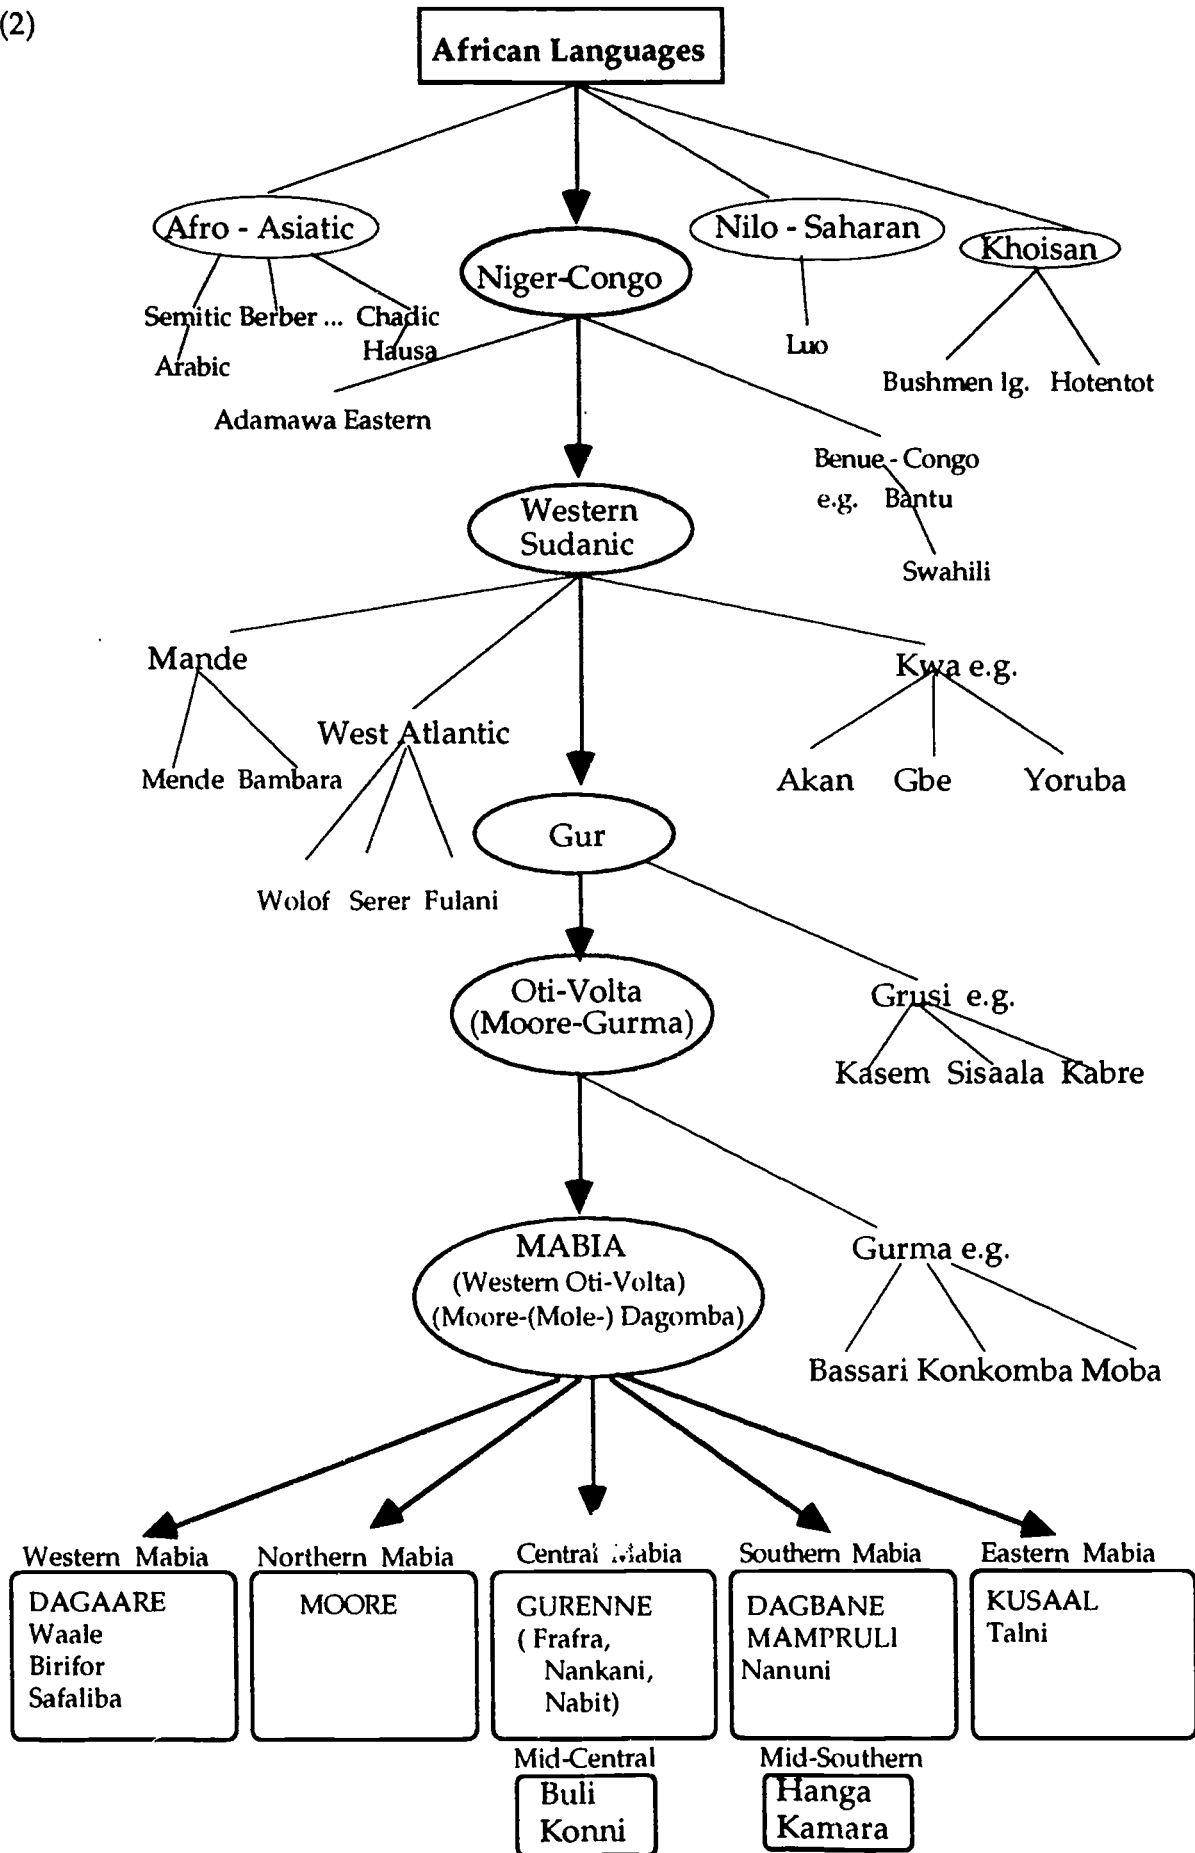 (2)
African Languages
Afro - Asiatic
Niger-Congo
Nilo - Saharan
Khoisan
Semitic Berber ... Chadic
Arabic
Hausa
Luo
Bushmen lg. Hotentot
Adamawa Eastern
Benue - Congo
e.g. Bantu
Swahili
Western
Sudanic
Mande
West Atlantic
Kwa e.g.
Mende Bambara
Akan Gbe Yoruba
Gur
Wolof Serer Fulani
Oti-Volta
(Moore-Gurma)
Grusi e.g.
Kasem Sisaala Kabre
MABIA
(Western Oti-Volta)
(Moore-(Mole-) Dagomba)
Gurma e.g.
Bassari Konkomba Moba
Western Mabia
DAGAARE
Waale
Birifor
Safaliba
Northern Mabia
MOORE
Central Mabia
GURENNE
( Frafra,
Nankani,
Nabit)
Mid-Central
Buli
Konni
Southern Mabia
DAGBANE
MAMPRULI
Nanuni
Mid-Southern
Hanga
Kamara
Eastern Mabia
KUSAAL
Talni